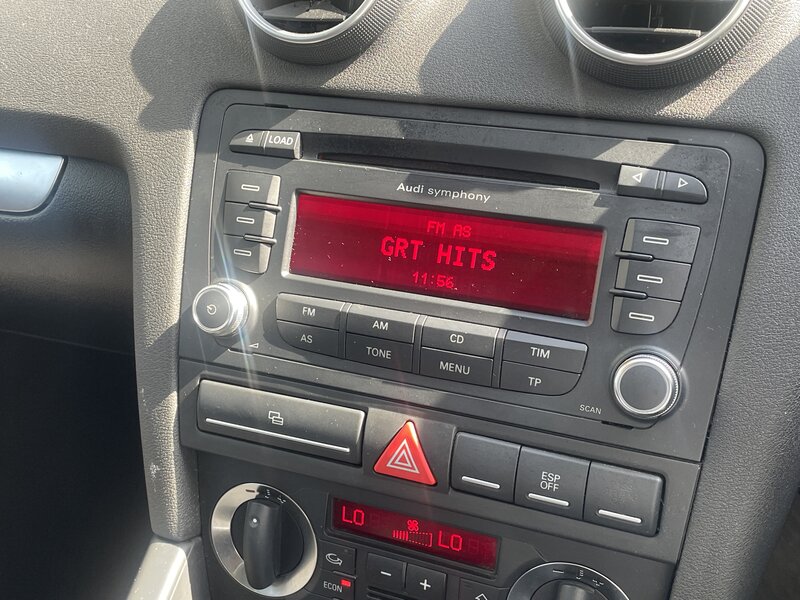 LOAD
Audi symphony
FM AS
GRT HITS
11:56
FM
AM
CD
TIM
AS
TONE
MENU
TP
SCAN
ESP
OFF
LO
LO
ECON
- +